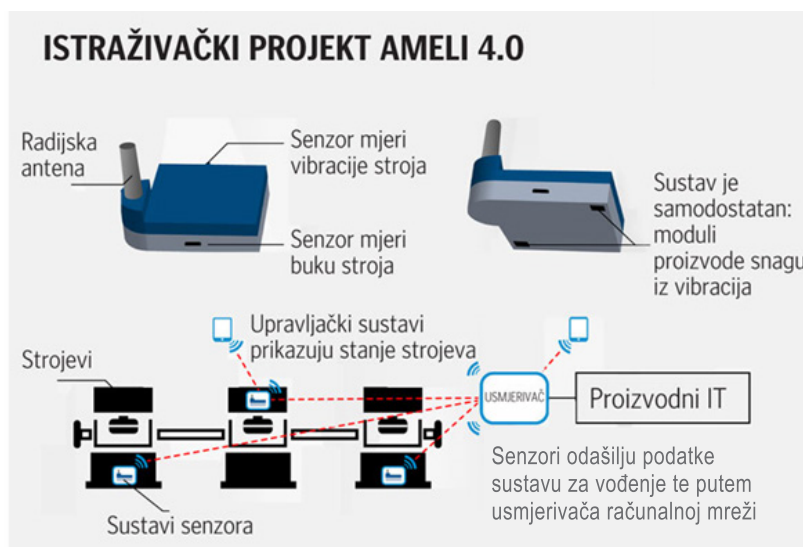 ISTRAŽIVAČKI PROJEKT AMELI 4.0
Radijska
antena
Senzor mjeri
vibracije stroja
Senzor mjeri
buku stroja
Sustav je
samodostatan:
moduli
proizvode snagu
iz vibracija
Upravljački sustavi
prikazuju stanje strojeva
Strojevi
USMJERIVAČ
Proizvodni IT
Senzori odašilju podatke
sustavu za vođenje te putem
usmjerivača računalnoj mreži
Sustavi senzora